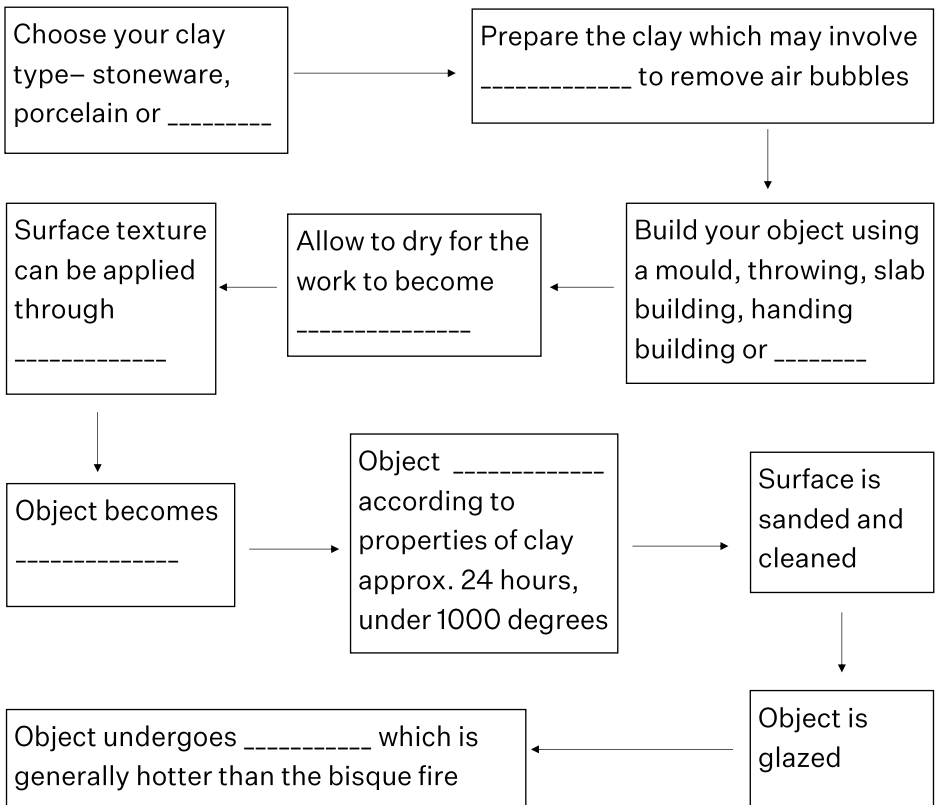 Choose your clay
type– stoneware,
porcelain or _________
Prepare the clay which may involve
_____________ to remove air bubbles
Build your object using
a mould, throwing, slab
building, handing
building or ________
Allow to dry for the
work to become
_______________
Surface texture
can be applied
through
_____________
Object becomes
______________
Object _____________
according to
properties of clay
approx. 24 hours,
under 1000 degrees
Surface is
sanded and
cleaned
Object is
glazed
Object undergoes ___________ which is
generally hotter than the bisque fire